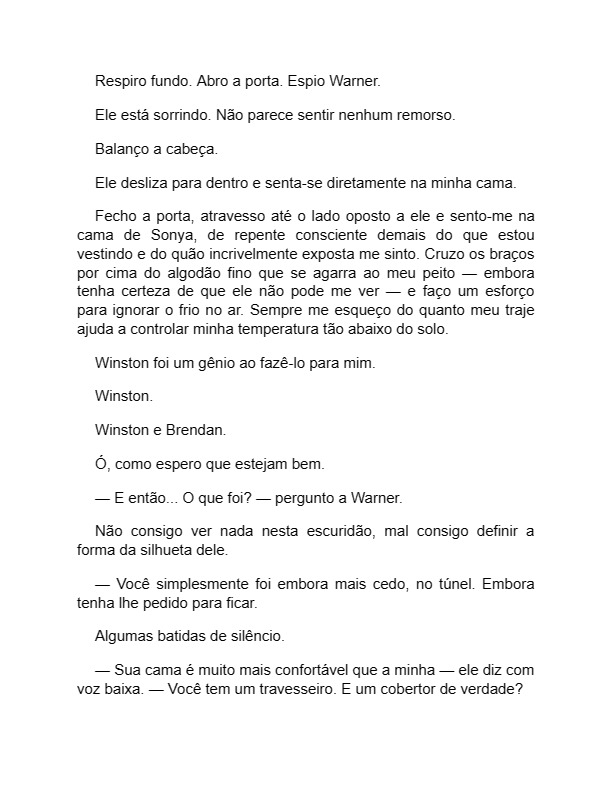 Respiro fundo. Abro a porta. Espio Warner.
Ele está sorrindo. Não parece sentir nenhum remorso.
Balanço a cabeça.
Ele desliza para dentro e senta-se diretamente na minha cama.
Fecho a porta, atravesso até o lado oposto a ele e sento-me na
cama de Sonya, de repente consciente demais do que estou
vestindo e do quão incrivelmente exposta me sinto. Cruzo os braços
por cima do algodão fino que se agarra ao meu peito — embora
tenha certeza de que ele não pode me ver — e faço um esforço
para ignorar o frio no ar. Sempre me esqueço do quanto meu traje
ajuda a controlar minha temperatura tão abaixo do solo.
Winston foi um gênio ao fazê-lo para mim.
Winston.
Winston e Brendan.
Ó, como espero que estejam bem.
— E então... O que foi? — pergunto a Warner.
Não consigo ver nada nesta escuridão, mal consigo definir a
forma da silhueta dele.
— Você simplesmente foi embora mais cedo, no túnel. Embora
tenha lhe pedido para ficar.
Algumas batidas de silêncio.
— Sua cama é muito mais confortável que a minha — ele diz com
voz baixa. — Você tem um travesseiro. E um cobertor de verdade?